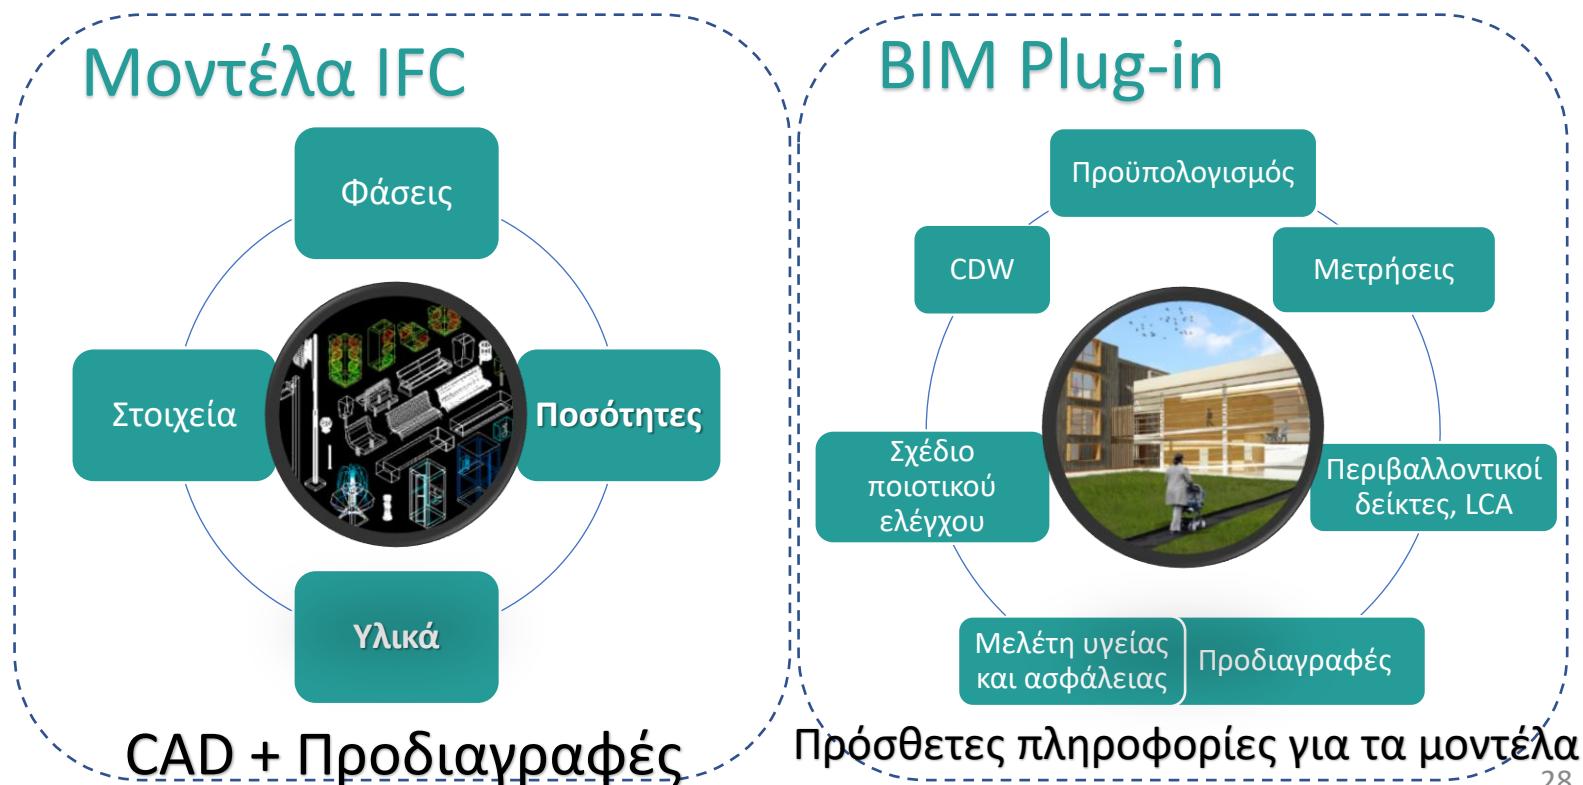 Μοντέλα IFC
Φάσεις
Στοιχεία
Ποσότητες
Υλικά
CAD + Προδιαγραφές
BIM Plug-in
Προϋπολογισμός
CDW
Μετρήσεις
Σχέδιο
ποιοτικού
ελέγχου
Περιβαλλοντικοί
δείκτες, LCA
Μελέτη υγείας
και ασφάλειας
Προδιαγραφές
Πρόσθετες πληροφορίες για τα μοντέλα
28